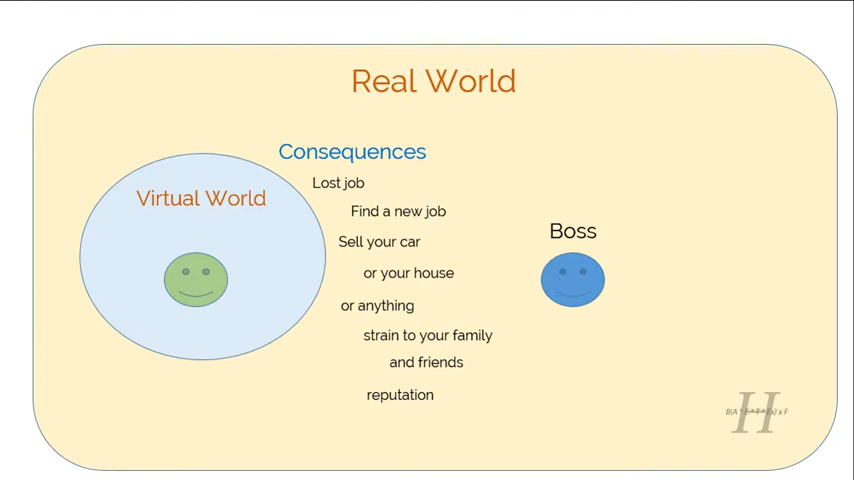 Real World
Consequences
Virtual World
Lost job
Find a new job
Sell your car
or your house
or anything
strain to your family
and friends
reputation
Boss
H
B(A * E * T * Ex) x F